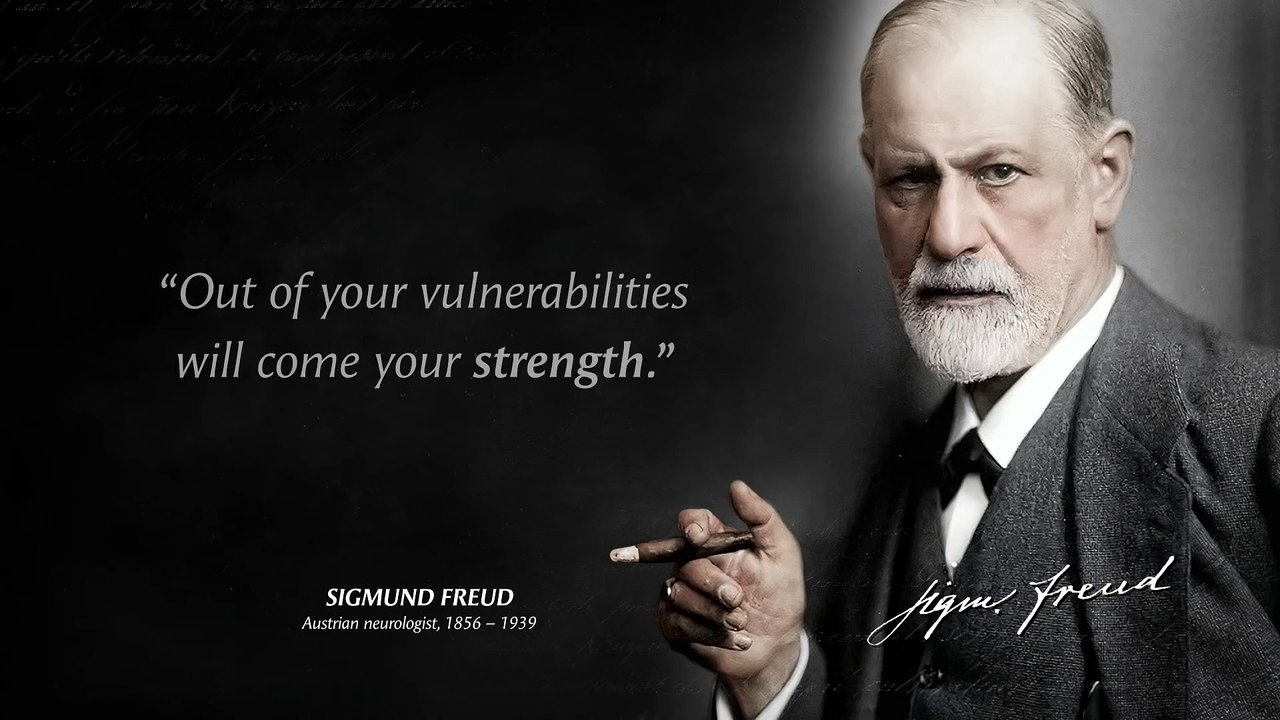 “Out of your vulnerabilities
will come your strength.”
SIGMUND FREUD
Austrian neurologist, 1856 – 1939
Sigm. Freud